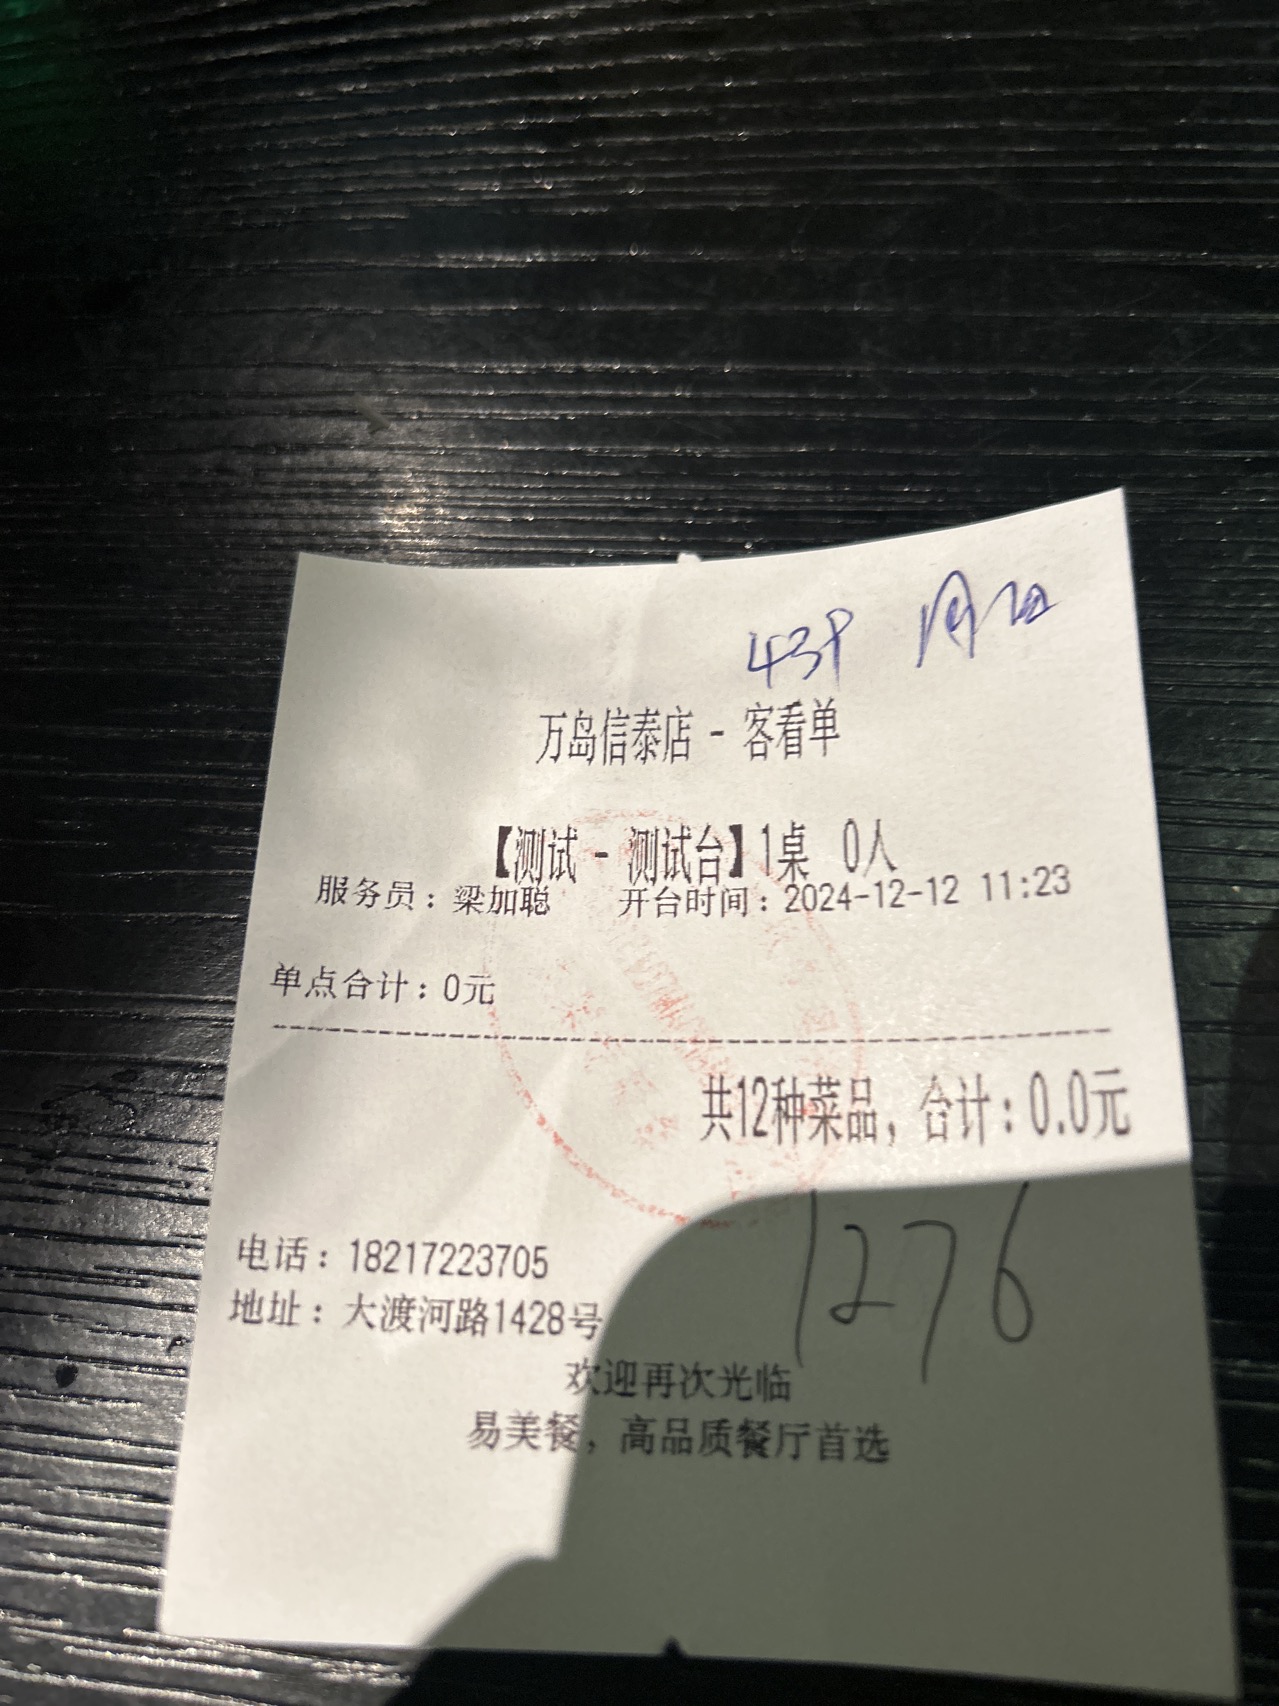 万岛信泰店 - 客看单
【测试 - 测试台】1桌 0人
服务员：梁加聪 开台时间：2024-12-12 11:23
单点合计：0元
共12种菜品，合计：0.0元
1276
电话：18217223705
地址：大渡河路1428号
欢迎再次光临
易美餐，高品质餐厅首选